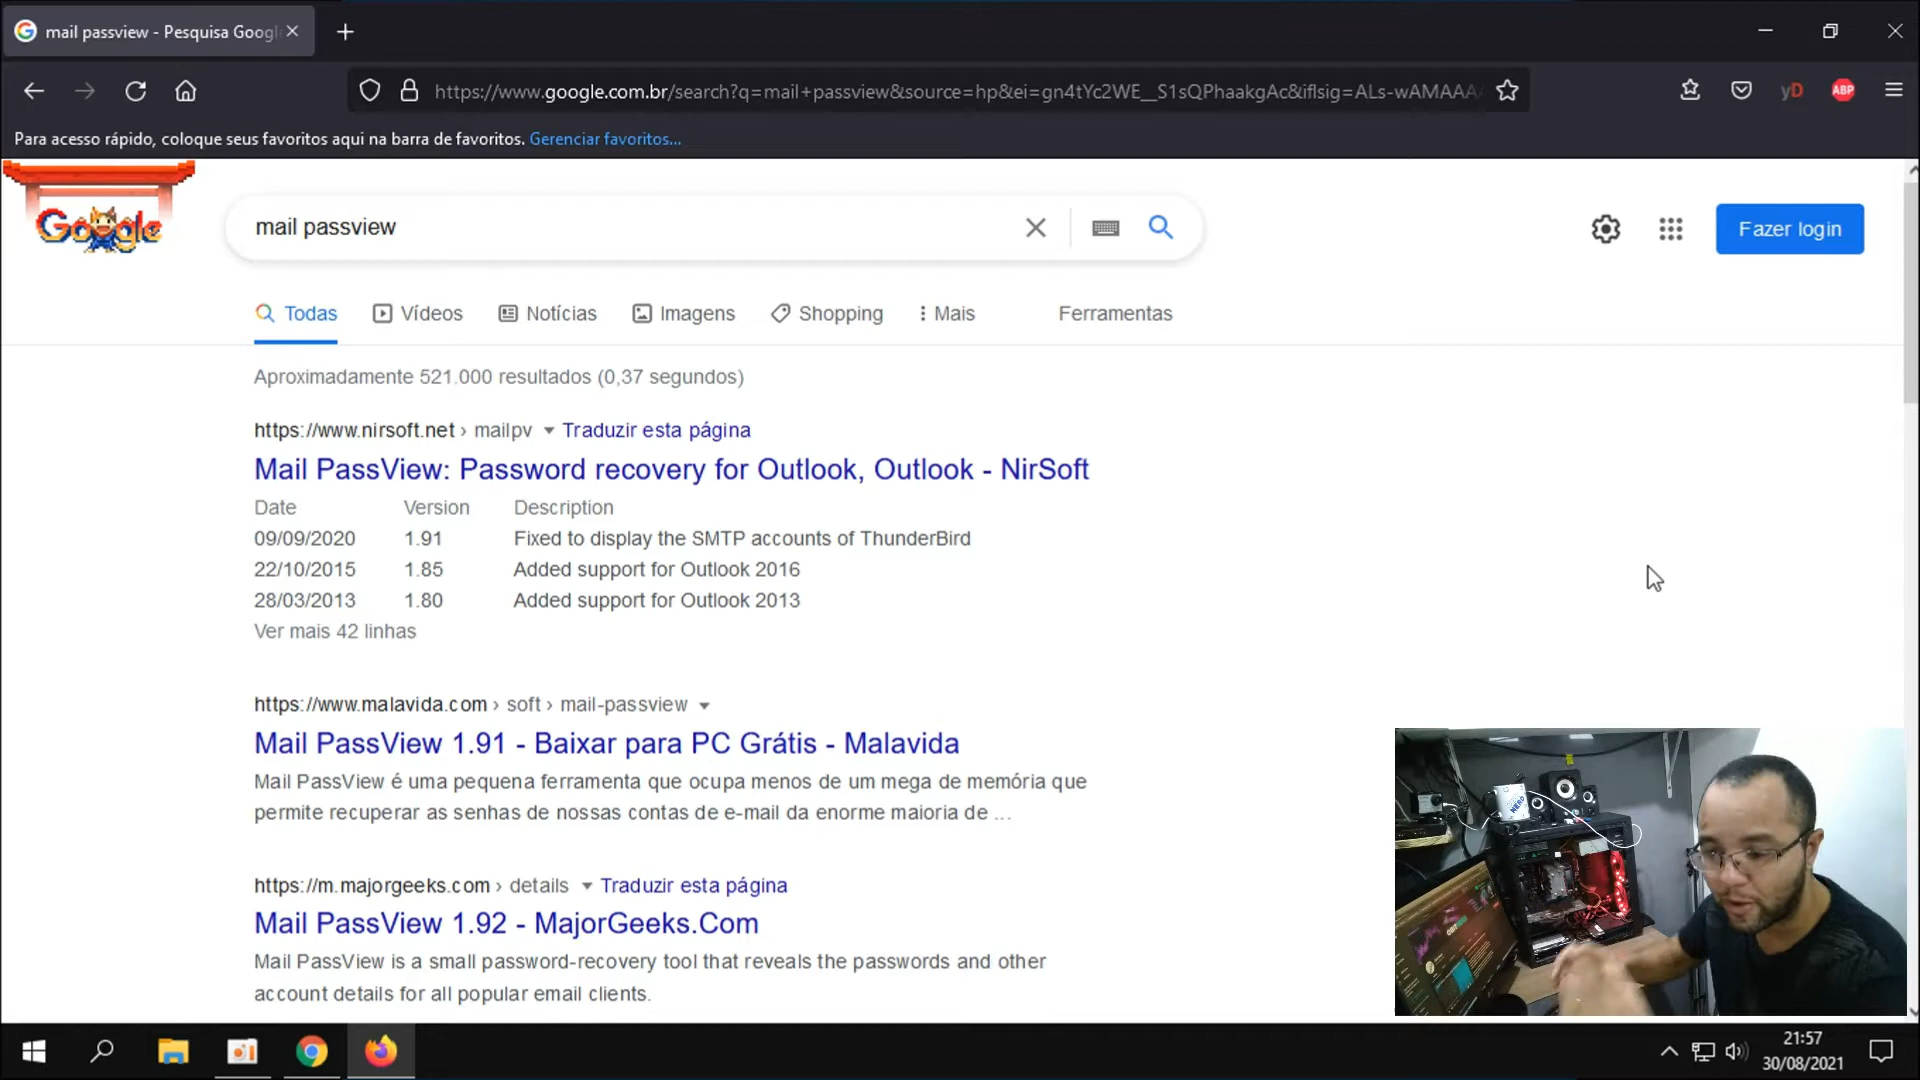 mail passview - Pesquisa Googl
https://www.google.com.br/search?q=mail+passview&source=hp&ei=gn4tYc2WE__S1sQPhaakgAc&iflsig=ALs-wAMAAAA
yD
ABP
Para acesso rápido, coloque seus favoritos aqui na barra de favoritos. Gerenciar favoritos...
Google
mail passview
Fazer login
Todas
Vídeos
Notícias
Imagens
Shopping
Mais
Ferramentas
Aproximadamente 521.000 resultados (0,37 segundos)
https://www.nirsoft.net › mailpv Traduzir esta página
Mail PassView: Password recovery for Outlook, Outlook - NirSoft
Date Version Description
09/09/2020 1.91 Fixed to display the SMTP accounts of ThunderBird
22/10/2015 1.85 Added support for Outlook 2016
28/03/2013 1.80 Added support for Outlook 2013
Ver mais 42 linhas
https://www.malavida.com › soft › mail-passview
Mail PassView 1.91 - Baixar para PC Grátis - Malavida
Mail PassView é uma pequena ferramenta que ocupa menos de um mega de memória que
permite recuperar as senhas de nossas contas de e-mail da enorme maioria de ...
https://m.majorgeeks.com › details Traduzir esta página
Mail PassView 1.92 - MajorGeeks.Com
Mail PassView is a small password-recovery tool that reveals the passwords and other
account details for all popular email clients.
NERD
21:57
30/08/2021